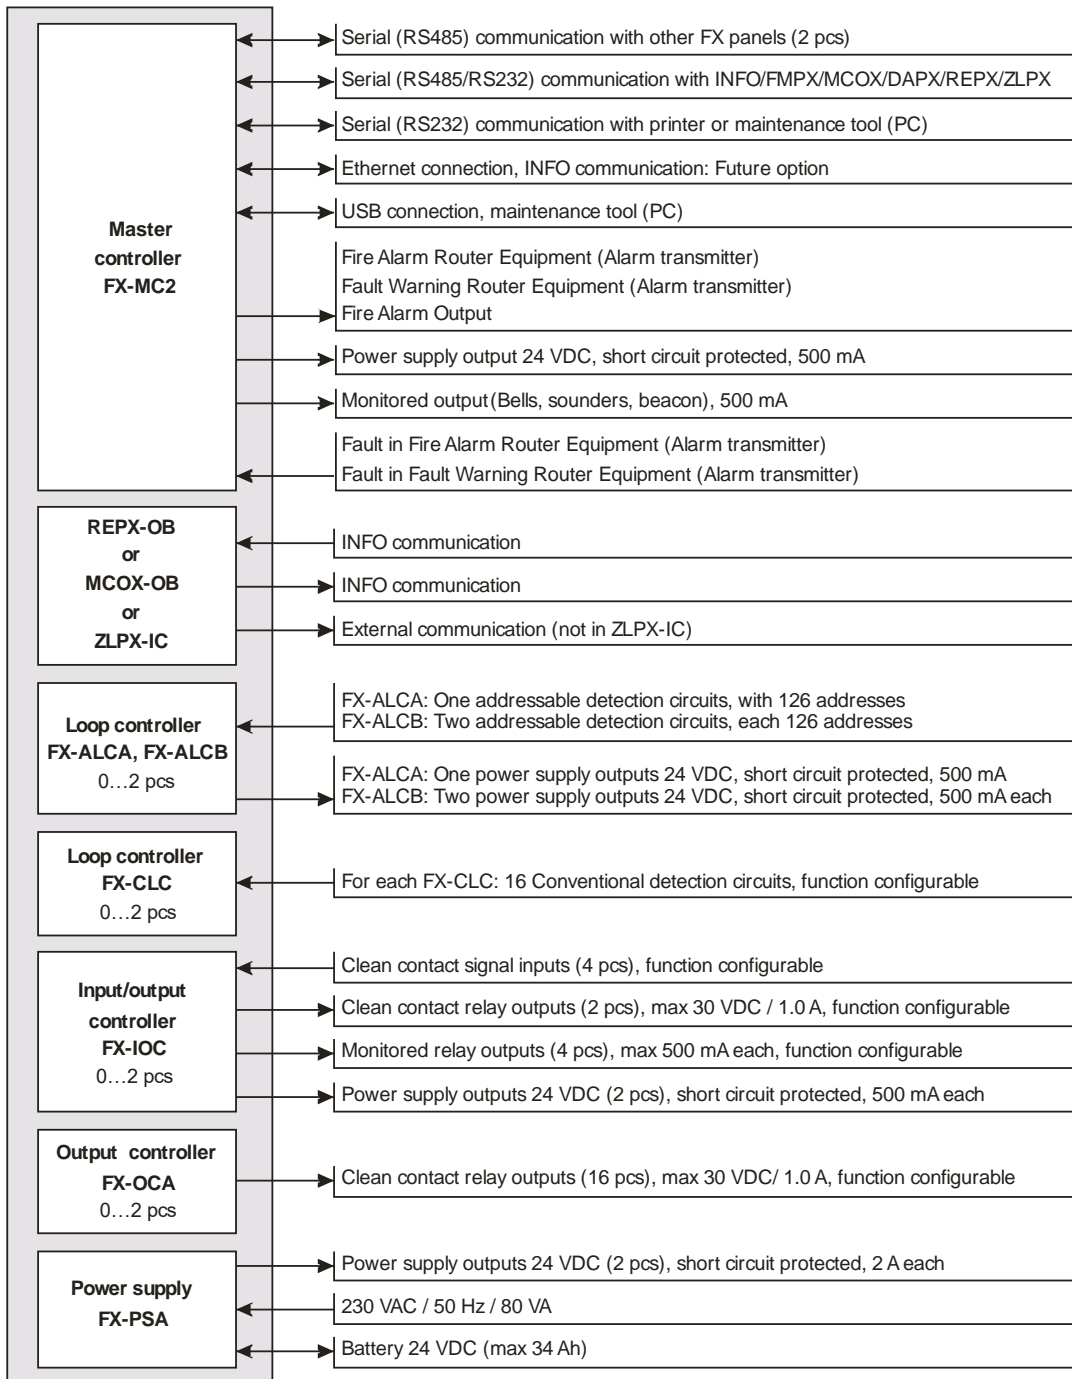 Master
controller
FX-MC2
Serial (RS485) communication with other FX panels (2 pcs)
Serial (RS485/RS232) communication with INFO/FMPX/MCOX/DAPX/REPX/ZLPX
Serial (RS232) communication with printer or maintenance tool (PC)
Ethernet connection, INFO communication: Future option
USB connection, maintenance tool (PC)
Fire Alarm Router Equipment (Alarm transmitter)
Fault Warning Router Equipment (Alarm transmitter)
Fire Alarm Output
Power supply output 24 VDC, short circuit protected, 500 mA
Monitored output (Bells, sounders, beacon), 500 mA
Fault in Fire Alarm Router Equipment (Alarm transmitter)
Fault in Fault Warning Router Equipment (Alarm transmitter)
REPX-OB
or
MCOX-OB
or
ZLPX-IC
INFO communication
INFO communication
External communication (not in ZLPX-IC)
Loop controller
FX-ALCA, FX-ALCB
0…2 pcs
FX-ALCA: One addressable detection circuits, with 126 addresses
FX-ALCB: Two addressable detection circuits, each 126 addresses
FX-ALCA: One power supply outputs 24 VDC, short circuit protected, 500 mA
FX-ALCB: Two power supply outputs 24 VDC, short circuit protected, 500 mA each
Loop controller
FX-CLC
0…2 pcs
For each FX-CLC: 16 Conventional detection circuits, function configurable
Input/output
controller
FX-IOC
0…2 pcs
Clean contact signal inputs (4 pcs), function configurable
Clean contact relay outputs (2 pcs), max 30 VDC / 1.0 A, function configurable
Monitored relay outputs (4 pcs), max 500 mA each, function configurable
Power supply outputs 24 VDC (2 pcs), short circuit protected, 500 mA each
Output controller
FX-OCA
0…2 pcs
Clean contact relay outputs (16 pcs), max 30 VDC/ 1.0 A, function configurable
Power supply
FX-PSA
Power supply outputs 24 VDC (2 pcs), short circuit protected, 2 A each
230 VAC / 50 Hz / 80 VA
Battery 24 VDC (max 34 Ah)